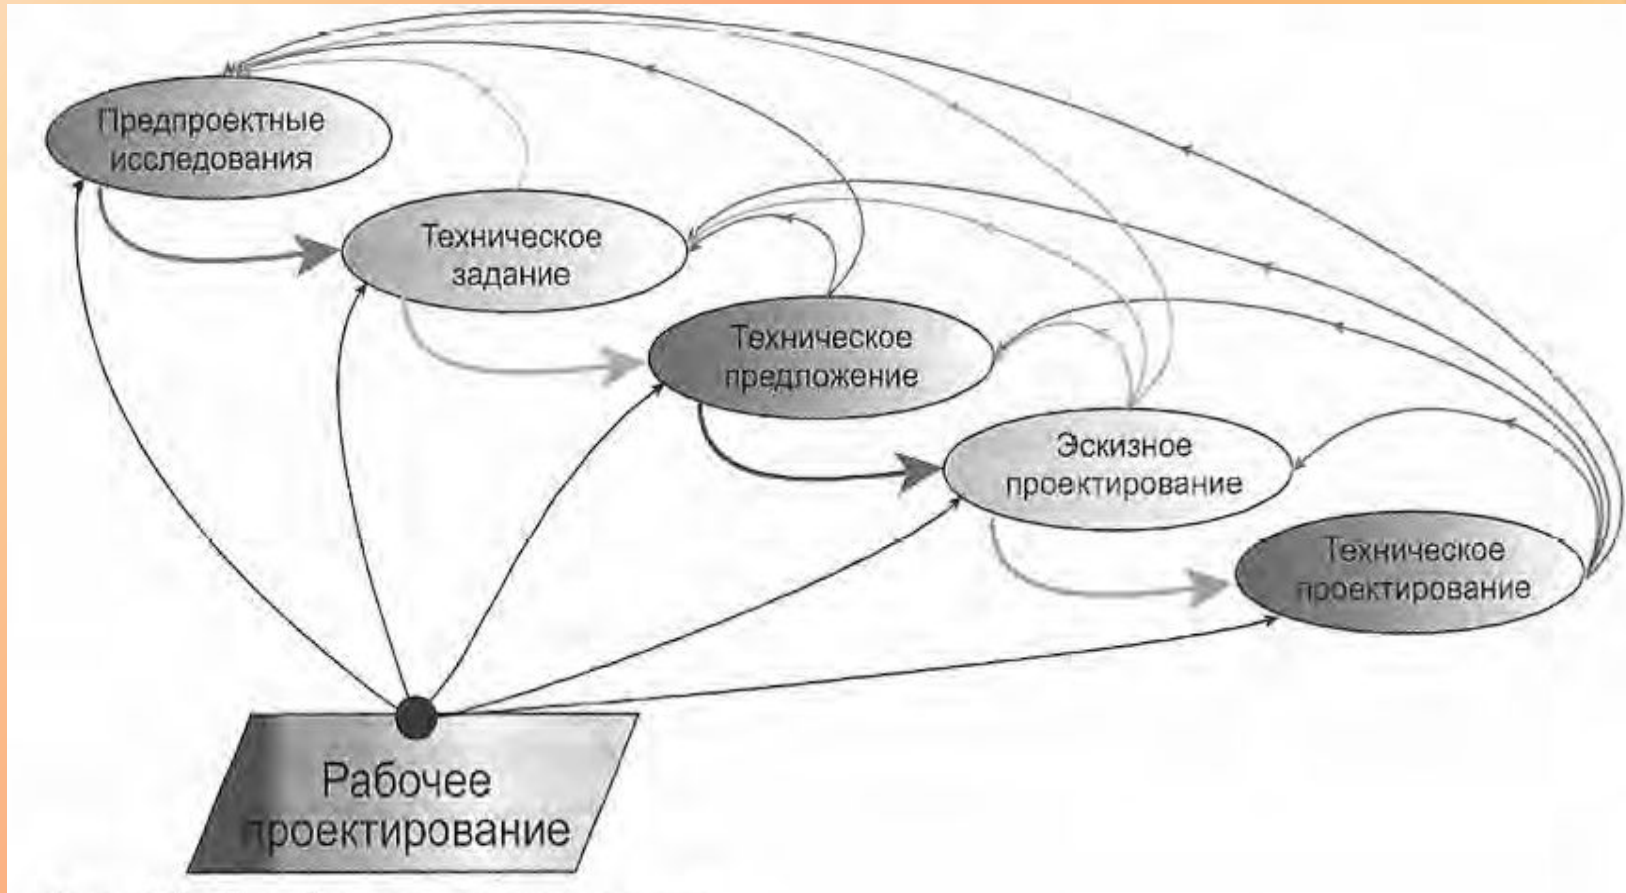 Предпроектные
исследования
Техническое
задание
Техническое
предложение
Эскизное
проектирование
Техническое
проектирование
Рабочее
проектирование